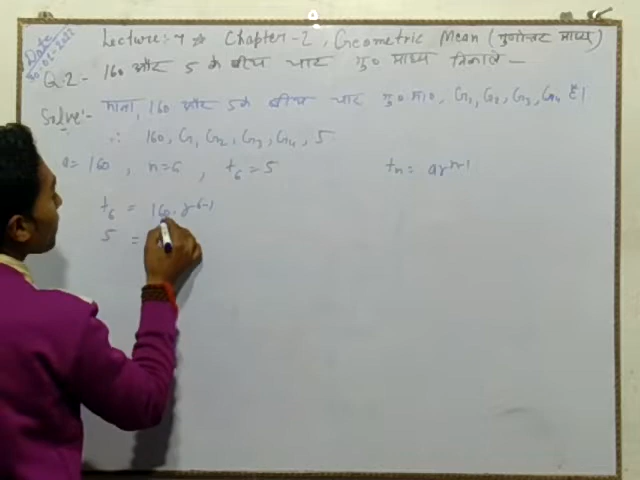 Lecture:-7 Chapter-2, Geometric Mean (गुणोत्तर माध्य)
Date
Q.2- 160 और 5 के बीच चार गु० माध्य निकालें -
Solve:- माना, 160 और 5 के बीच चार गु० मा०, G₁, G₂, G₃, G₄ है।
∴ 160, G₁ G₂ G₃ G₄, 5
a= 160 , n=6 , t₆ = 5 tₙ = arⁿ⁻¹
t₆ = 160. r⁶⁻¹
5 =